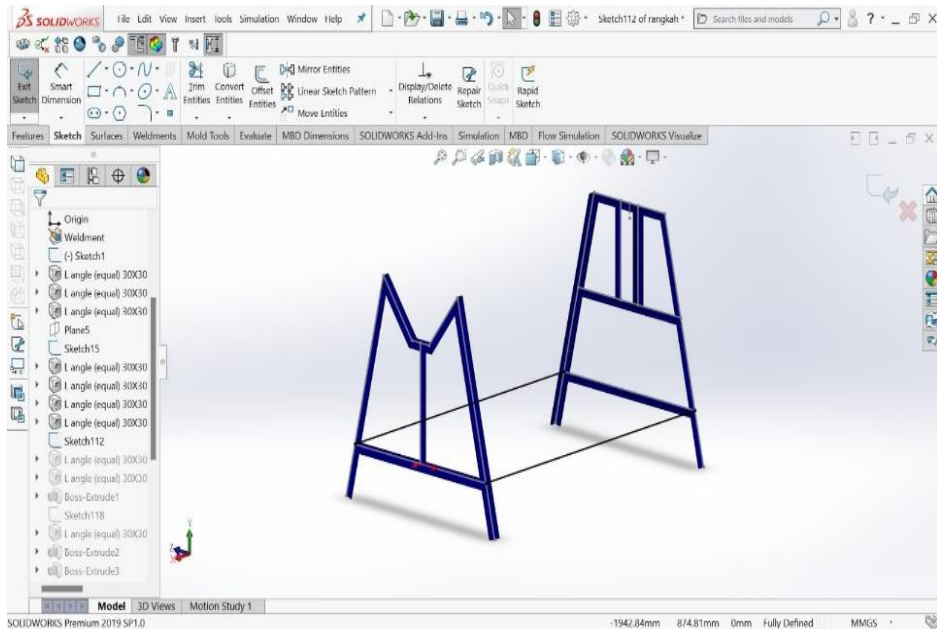 DS SOLIDWORKS File Edit View Insert Tools Simulation Window Help Sketch112 of rangkah * Search files and models ?
Exit Sketch
Smart Dimension
Trim Entities
Convert Entities
Offset Entities
Mirror Entities
Linear Sketch Pattern
Move Entities
Display/Delete Relations
Repair Sketch
Quick Snaps
Rapid Sketch
Features Sketch Surfaces Weldments Mold Tools Evaluate MBD Dimensions SOLIDWORKS Add-Ins Simulation MBD Flow Simulation SOLIDWORKS Visualize
Origin
Weldment
(-) Sketch1
L angle (equal) 30X30
L angle (equal) 30X30
L angle (equal) 30X30
Plane5
Sketch15
L angle (equal) 30X30
L angle (equal) 30X30
L angle (equal) 30X30
L angle (equal) 30X30
Sketch112
L angle (equal) 30X30
L angle (equal) 30X30
Boss-Extrude1
Sketch118
L angle (equal) 30X30
Boss-Extrude2
Boss-Extrude3
Y
Z
X
Model 3D Views Motion Study 1
SOLIDWORKS Premium 2019 SP1.0 -1942.84mm 874.81mm 0mm Fully Defined MMGS